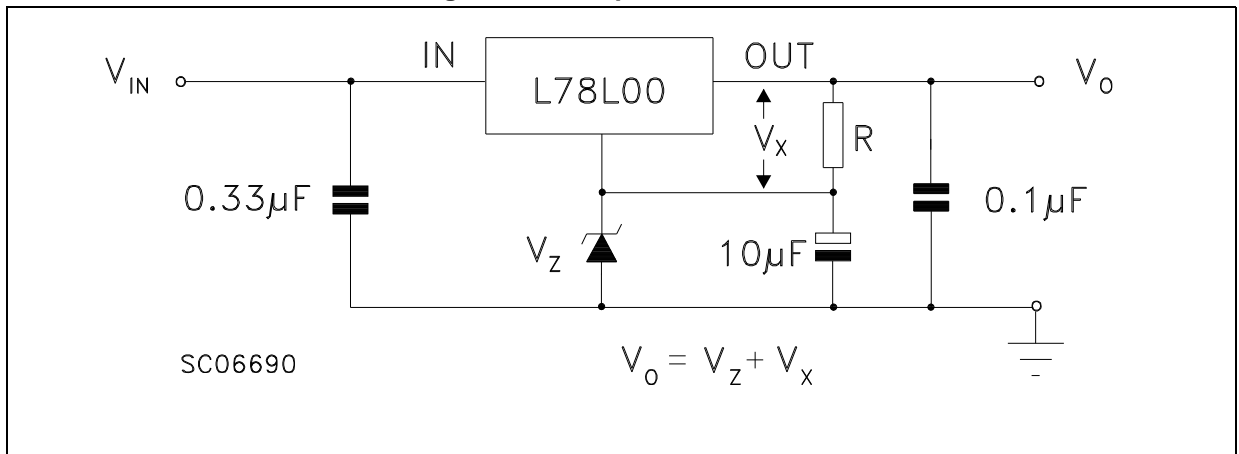 V_IN
IN
L78L00
OUT
V_O
V_X
R
0.33µF
V_Z
10µF
0.1µF
SC06690
V_O = V_Z + V_X